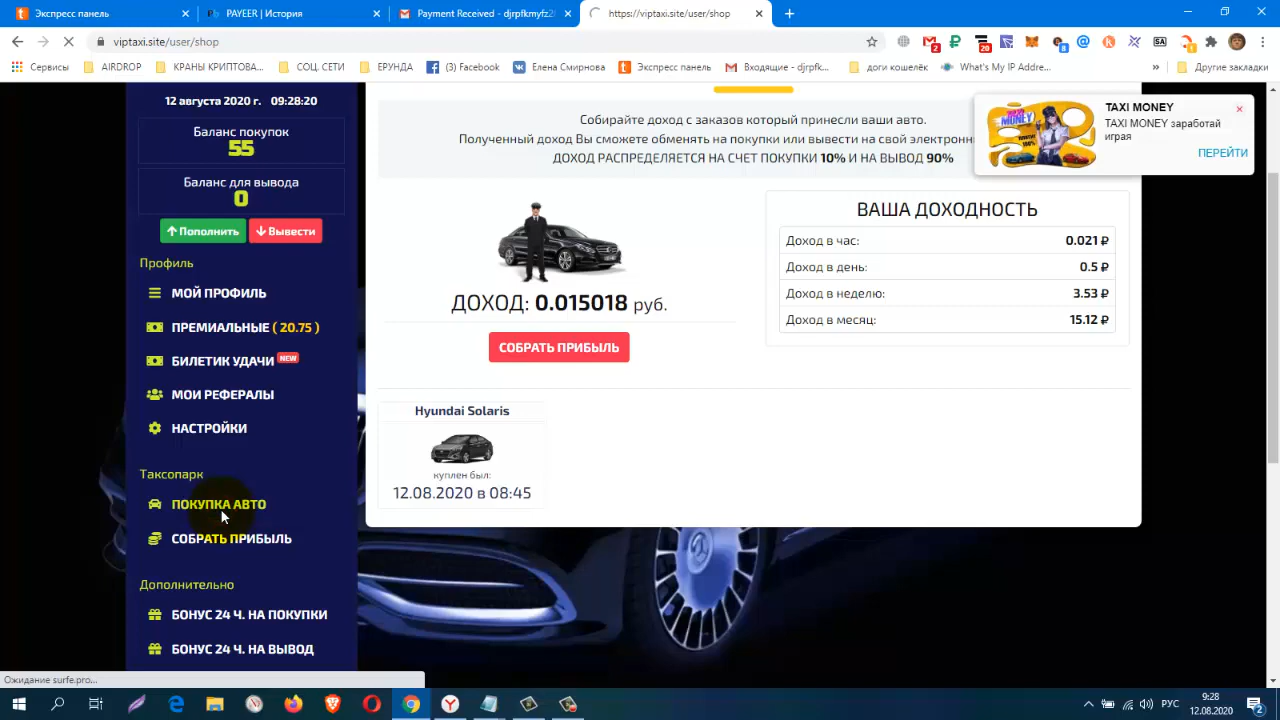 Экспресс панель
PAYEER | История
Payment Received - djrpfkmyfz2
https://viptaxi.site/user/shop
viptaxi.site/user/shop
2
20
8
SA
1
Сервисы
AIRDROP
КРАНЫ КРИПТОВА...
СОЦ. СЕТИ
ЕРУНДА
(3) Facebook
Елена Смирнова
Экспресс панель
Входящие - djrpfk...
доги кошелёк
What's My IP Addre...
»
Другие закладки
12 августа 2020 г. 09:28:20
Баланс покупок
55
Баланс для вывода
0
Пополнить
Вывести
Профиль
МОЙ ПРОФИЛЬ
ПРЕМИАЛЬНЫЕ ( 20.75 )
БИЛЕТИК УДАЧИ NEW
МОИ РЕФЕРАЛЫ
НАСТРОЙКИ
Таксопарк
ПОКУПКА АВТО
СОБРАТЬ ПРИБЫЛЬ
Дополнительно
БОНУС 24 Ч. НА ПОКУПКИ
БОНУС 24 Ч. НА ВЫВОД
Собирайте доход с заказов который принесли ваши авто.
Полученный доход Вы сможете обменять на покупки или вывести на свой электронн
ДОХОД РАСПРЕДЕЛЯЕТСЯ НА СЧЕТ ПОКУПКИ 10% И НА ВЫВОД 90%
TAXI MONEY
TAXI MONEY заработай
играя
ПЕРЕЙТИ
ДОХОД: 0.015018 руб.
СОБРАТЬ ПРИБЫЛЬ
ВАША ДОХОДНОСТЬ
Доход в час: 0.021 ₽
Доход в день: 0.5 ₽
Доход в неделю: 3.53 ₽
Доход в месяц: 15.12 ₽
Hyundai Solaris
куплен был:
12.08.2020 в 08:45
Ожидание surfe.pro...
РУС
9:28
12.08.2020
2